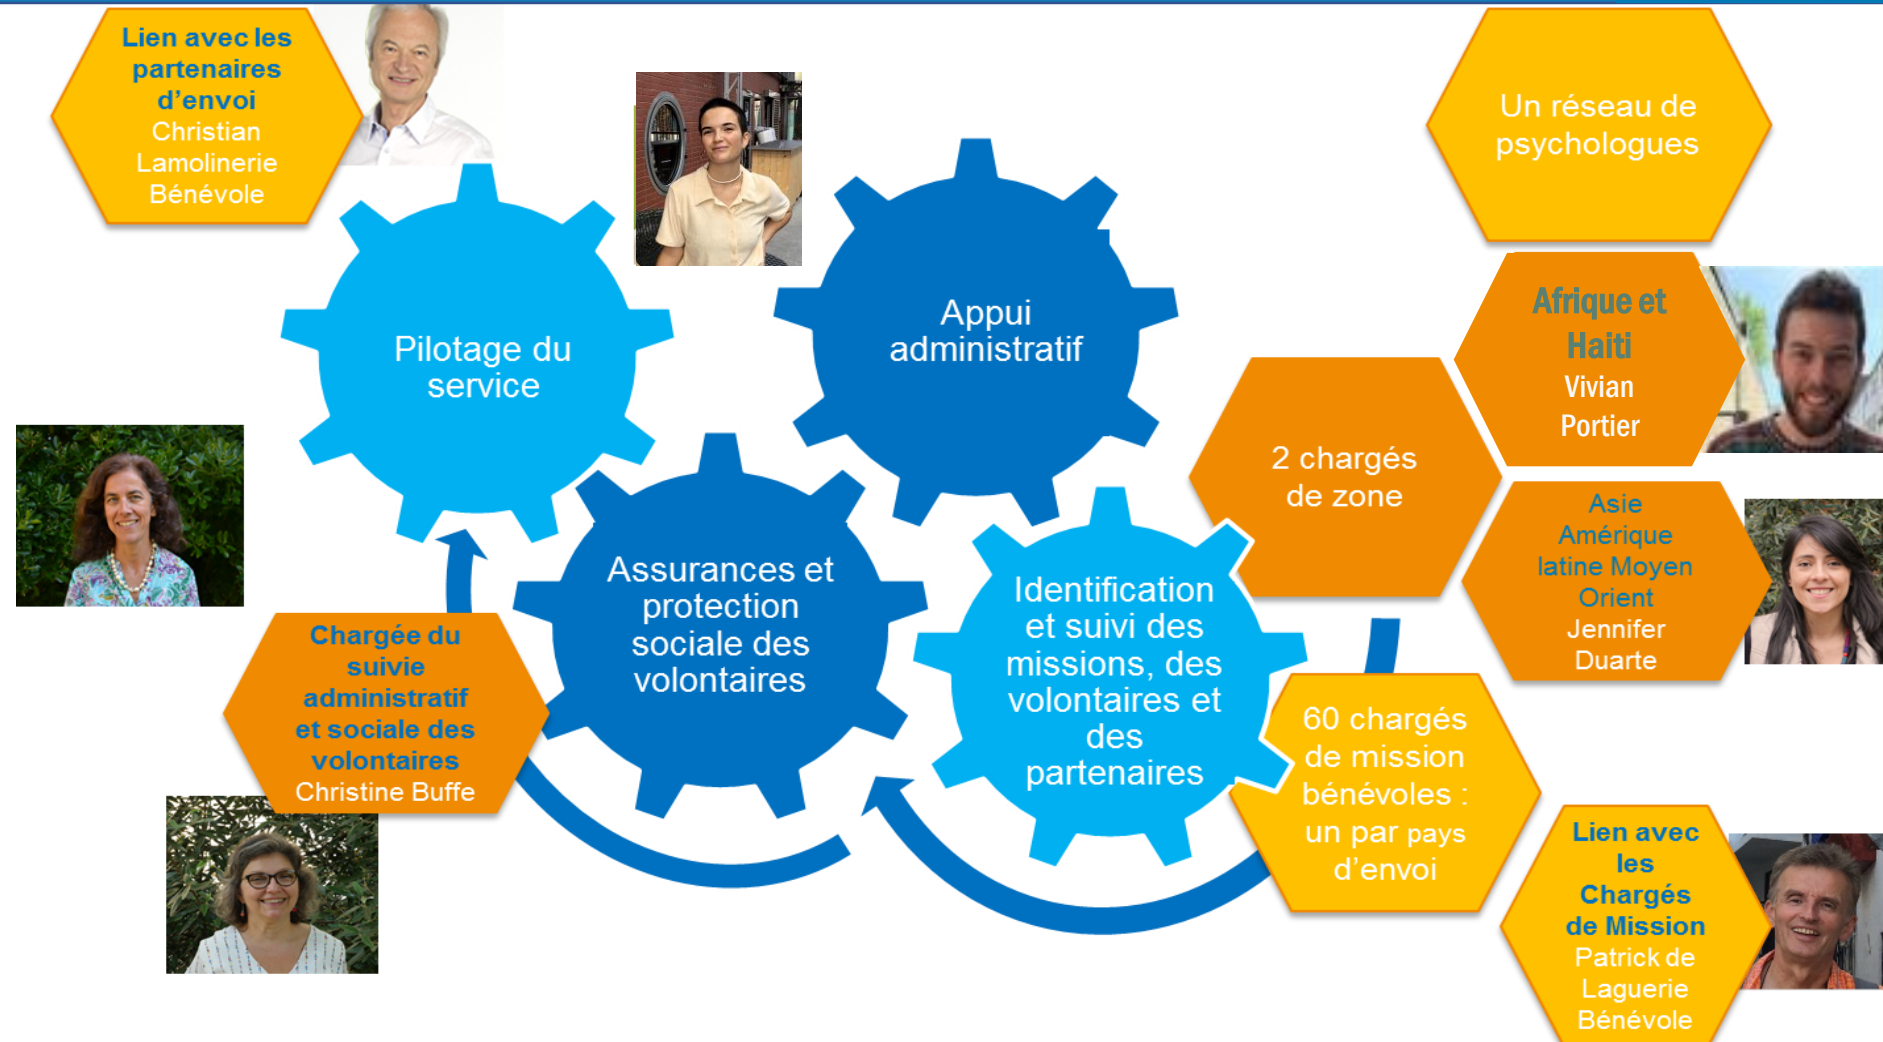 Lien avec les
partenaires
d’envoi
Christian
Lamolinerie
Bénévole
Un réseau de
psychologues
Pilotage du
service
Appui
administratif
Afrique et
Haiti
Vivian
Portier
2 chargés
de zone
Asie
Amérique
latine Moyen
Orient
Jennifer
Duarte
Assurances et
protection
sociale des
volontaires
Identification
et suivi des
missions, des
volontaires et
des
partenaires
Chargée du
suivie
administratif
et sociale des
volontaires
Christine Buffe
60 chargés
de mission
bénévoles :
un par pays
d’envoi
Lien avec
les
Chargés
de Mission
Patrick de
Laguerie
Bénévole